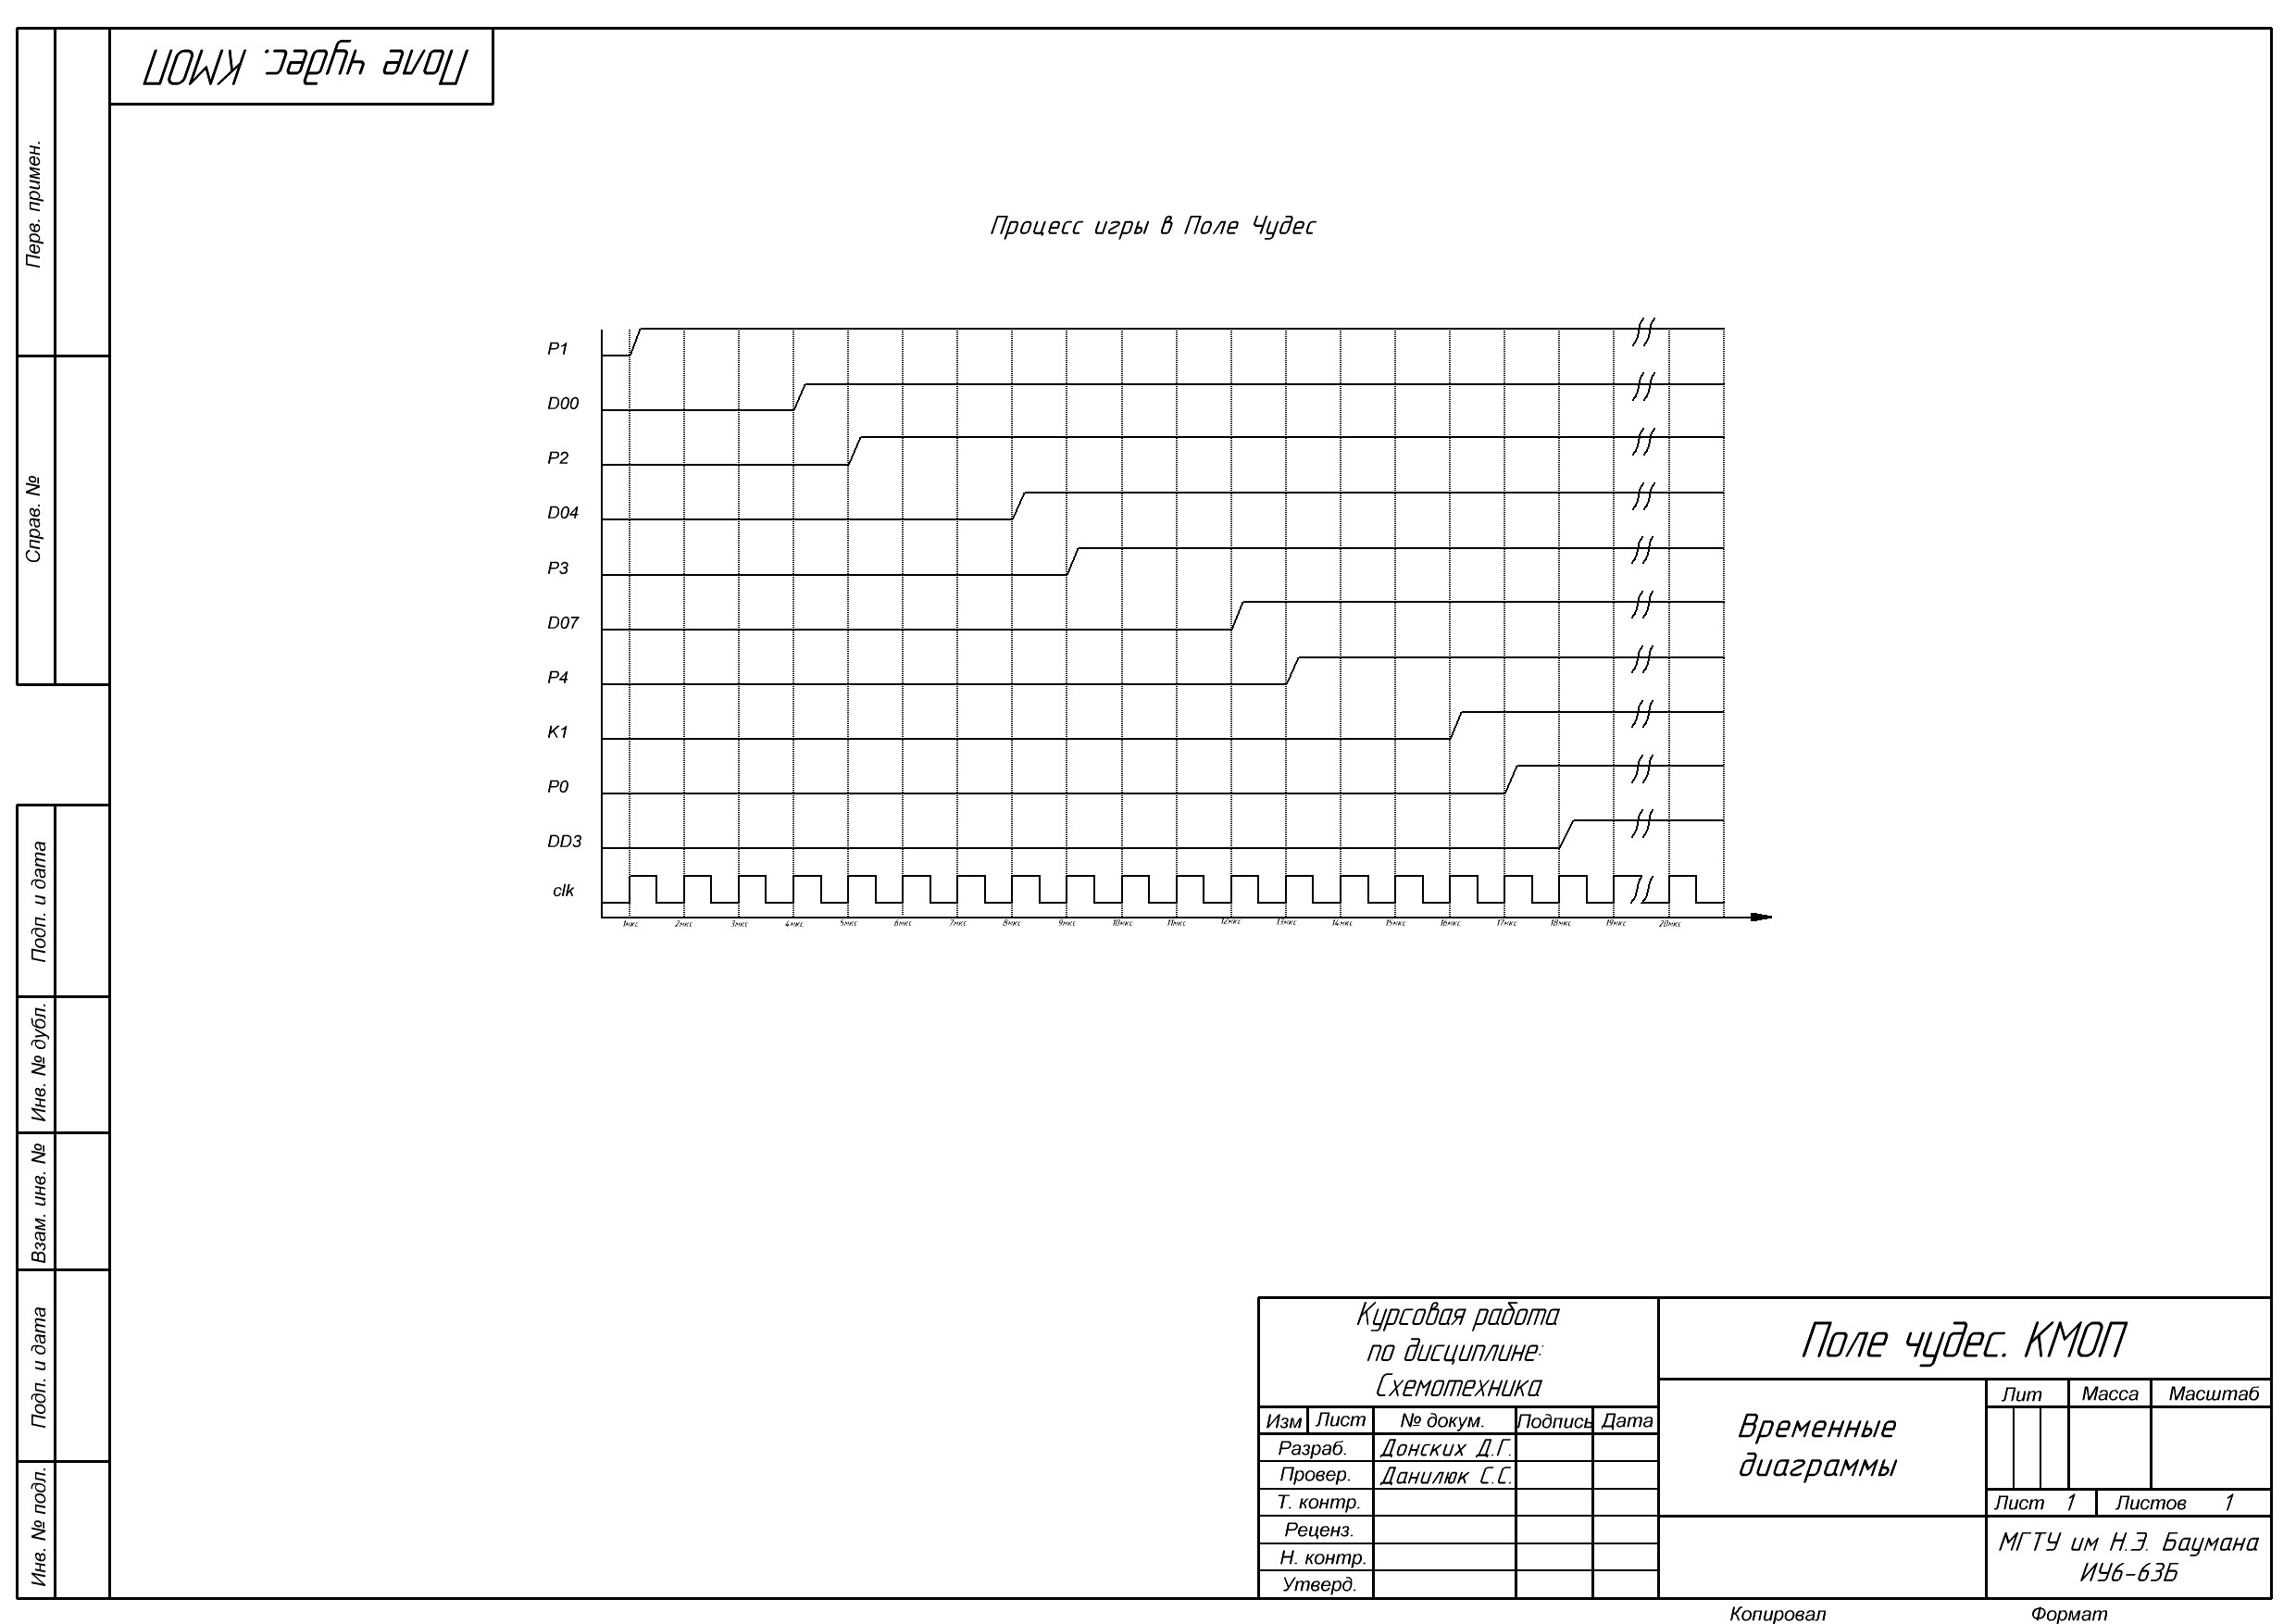 Поле чудес. КМОП
Перв. примен.
Справ. №
Подп. и дата
Инв. № дубл.
Взам. инв. №
Подп. и дата
Инв. № подл.
Процесс игры в Поле Чудес
P1
D00
P2
D04
P3
D07
P4
K1
P0
DD3
clk
1мкс 2мкс 3мкс 4мкс 5мкс 6мкс 7мкс 8мкс 9мкс 10мкс 11мкс 12мкс 13мкс 14мкс 15мкс 16мкс 17мкс 18мкс 19мкс 20мкс
Курсовая работа
по дисциплине:
Схемотехника
Изм Лист № докум. Подпись Дата
Разраб. Донских Д.Г.
Провер. Данилюк С.С.
Т. контр.
Реценз.
Н. контр.
Утверд.
Поле чудес. КМОП
Временные
диаграммы
Лит Масса Масштаб
Лист 1 Листов 1
МГТУ им Н.Э. Баумана
ИУ6-63Б
Копировал Формат